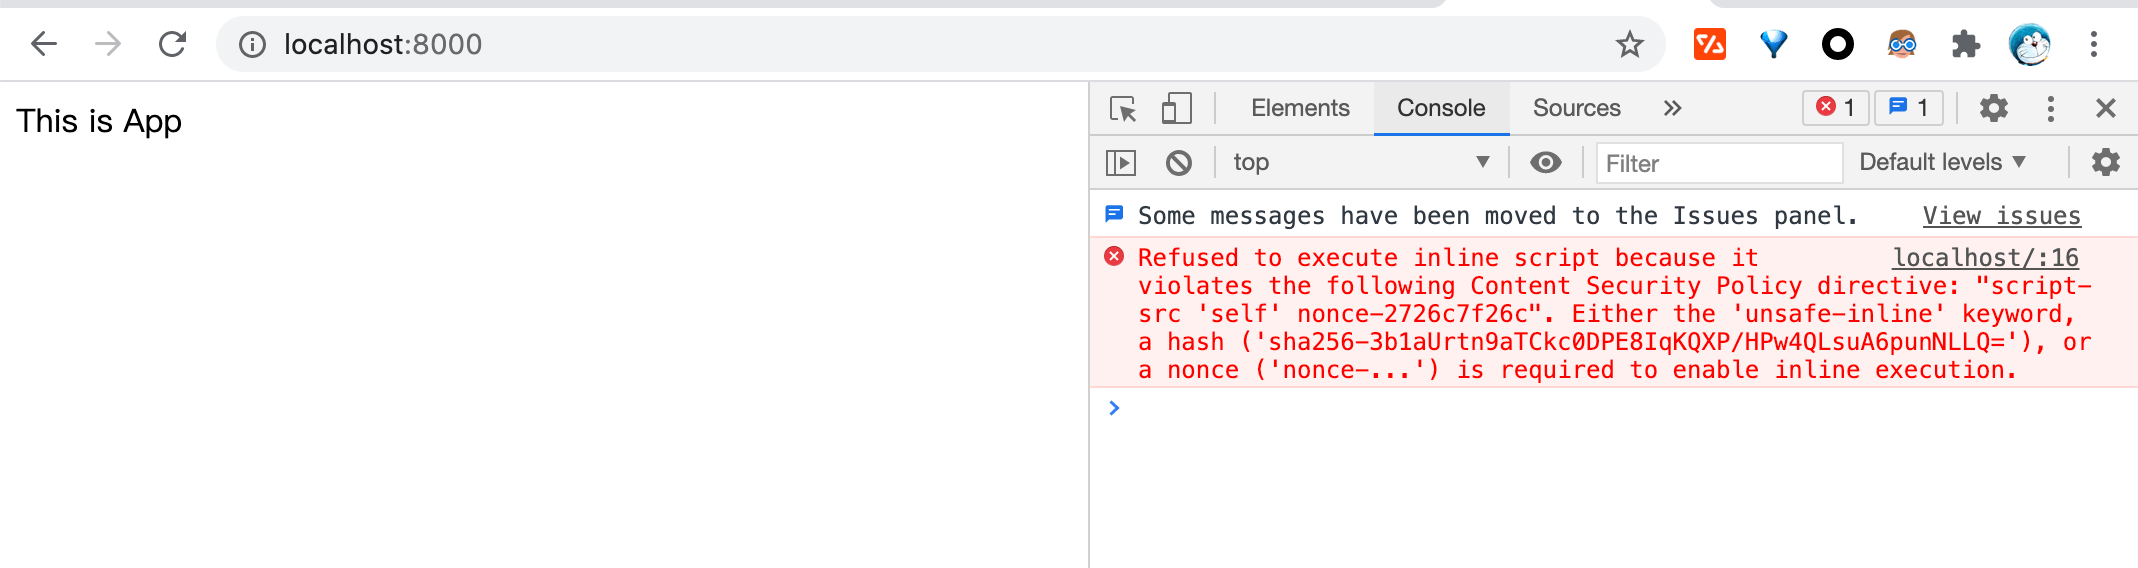 localhost:8000
This is App
Elements Console Sources » 1 1
top Filter Default levels
Some messages have been moved to the Issues panel. View issues
Refused to execute inline script because it localhost/:16
violates the following Content Security Policy directive: "script-
src 'self' nonce-2726c7f26c". Either the 'unsafe-inline' keyword,
a hash ('sha256-3b1aUrtn9aTCkc0DPE8IqKQXP/HPw4QLsuA6punNLLQ='), or
a nonce ('nonce-...') is required to enable inline execution.